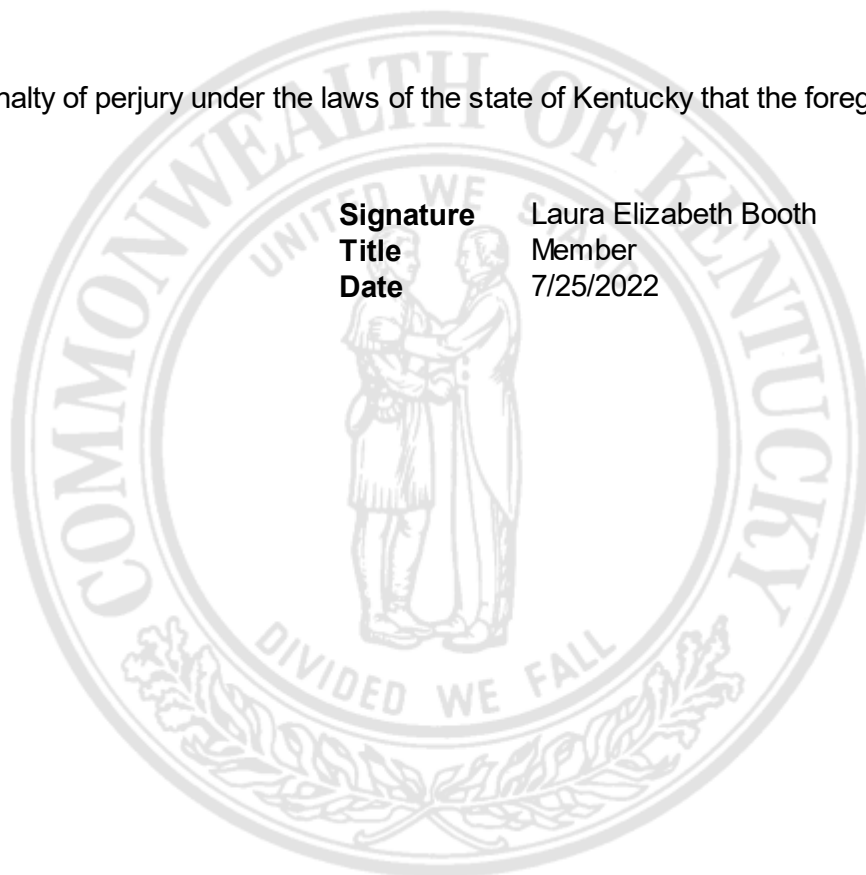 nalty of perjury under the laws of the state of Kentucky that the foreg
Signature Laura Elizabeth Booth
Title Member
Date 7/25/2022
COMMONWEALTH OF KENTUCKY
UNITED WE STAND
DIVIDED WE FALL